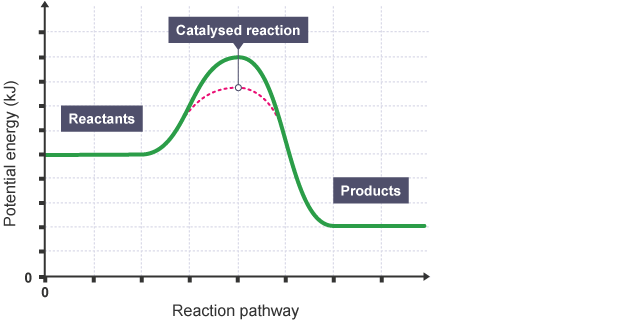 Catalysed reaction
Reactants
Potential energy (kJ)
Products
0
0
Reaction pathway